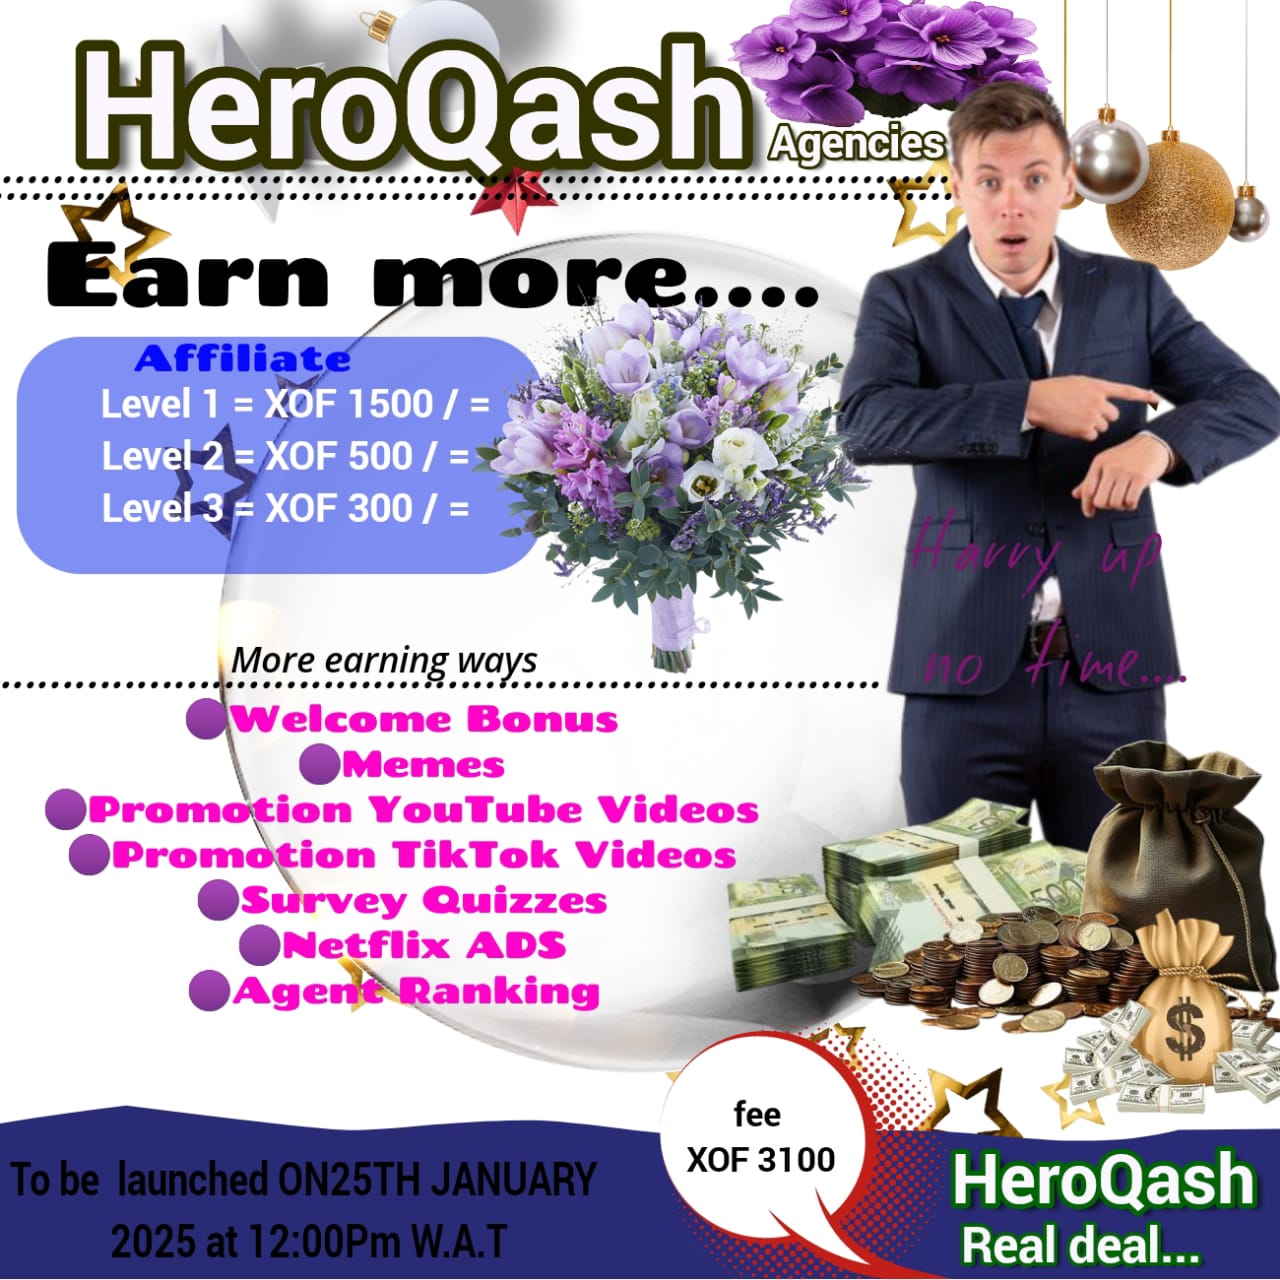 HeroQash
Agencies
Earn more....
Affiliate
Level 1 = XOF 1500 / =
Level 2 = XOF 500 / =
Level 3 = XOF 300 / =
Harry up
no time....
More earning ways
Welcome Bonus
Memes
Promotion YouTube Videos
Promotion TikTok Videos
Survey Quizzes
Netflix ADS
Agent Ranking
$
fee
XOF 3100
To be launched ON25TH JANUARY
2025 at 12:00Pm W.A.T
HeroQash
Real deal...